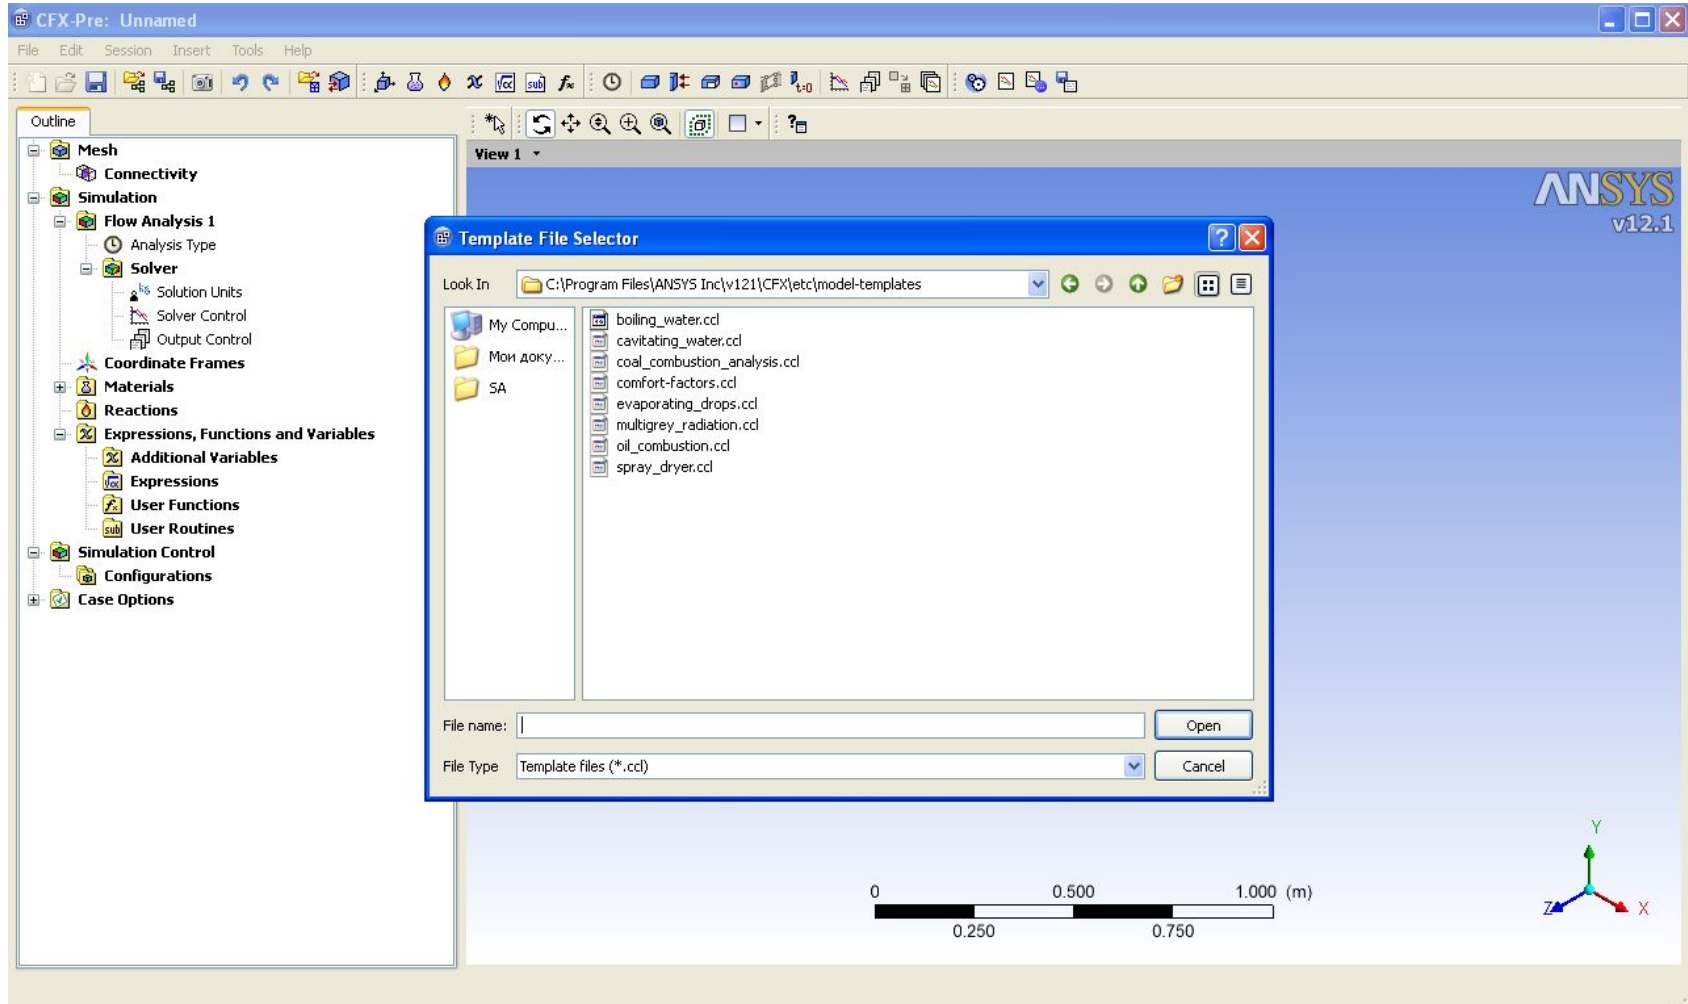 CFX-Pre: Unnamed
File Edit Session Insert Tools Help
Outline
Mesh
Connectivity
Simulation
Flow Analysis 1
Analysis Type
Solver
Solution Units
Solver Control
Output Control
Coordinate Frames
Materials
Reactions
Expressions, Functions and Variables
Additional Variables
Expressions
User Functions
User Routines
Simulation Control
Configurations
Case Options
View 1
ANSYS
v12.1
Template File Selector
Look In C:\Program Files\ANSYS Inc\v121\CFX\etc\model-templates
My Compu...
Мои доку...
SA
boiling_water.ccl
cavitating_water.ccl
coal_combustion_analysis.ccl
comfort-factors.ccl
evaporating_drops.ccl
multigrey_radiation.ccl
oil_combustion.ccl
spray_dryer.ccl
File name: Open
File Type Template files (*.ccl) Cancel
0 0.500 1.000 (m)
0.250 0.750
Y
Z X